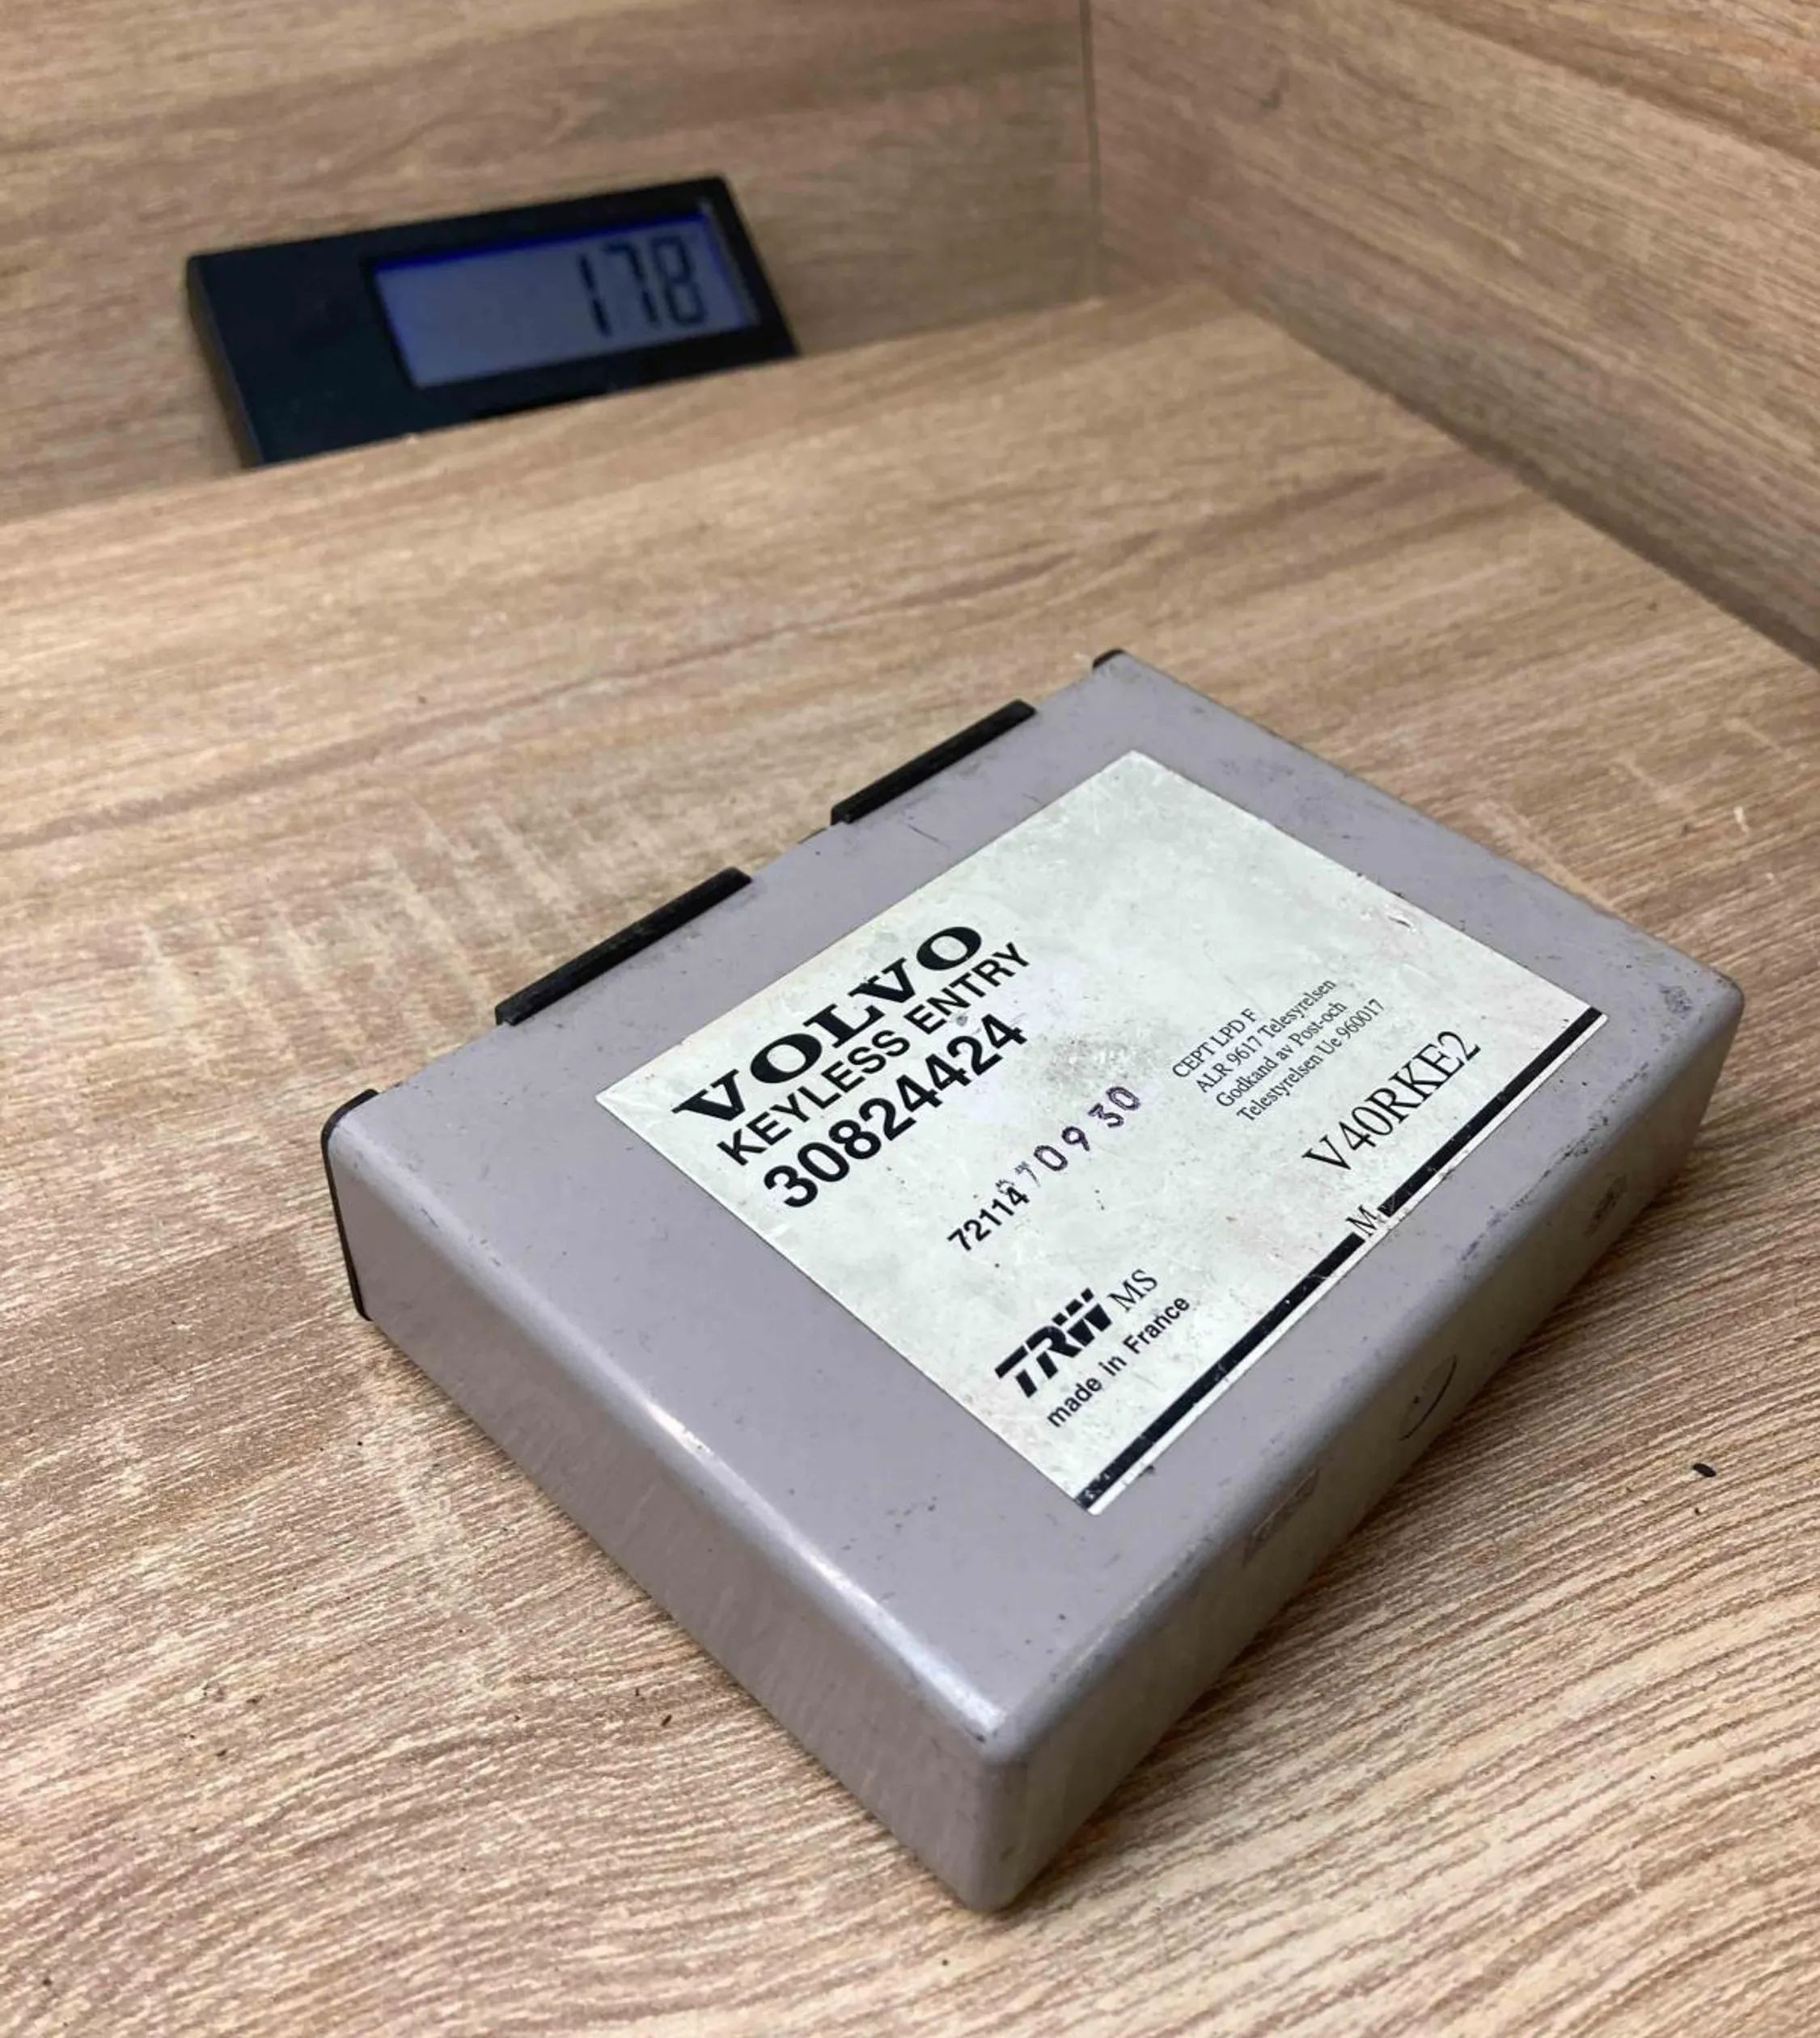 178
VOLVO
KEYLESS ENTRY
30824424
72114 70930
CEPT LPD F
ALR 9617 Telesyrelsen
Godkand av Post-och
Telestyrelsen Ue 960017
V40RKE2
M
TRW MS
made in France